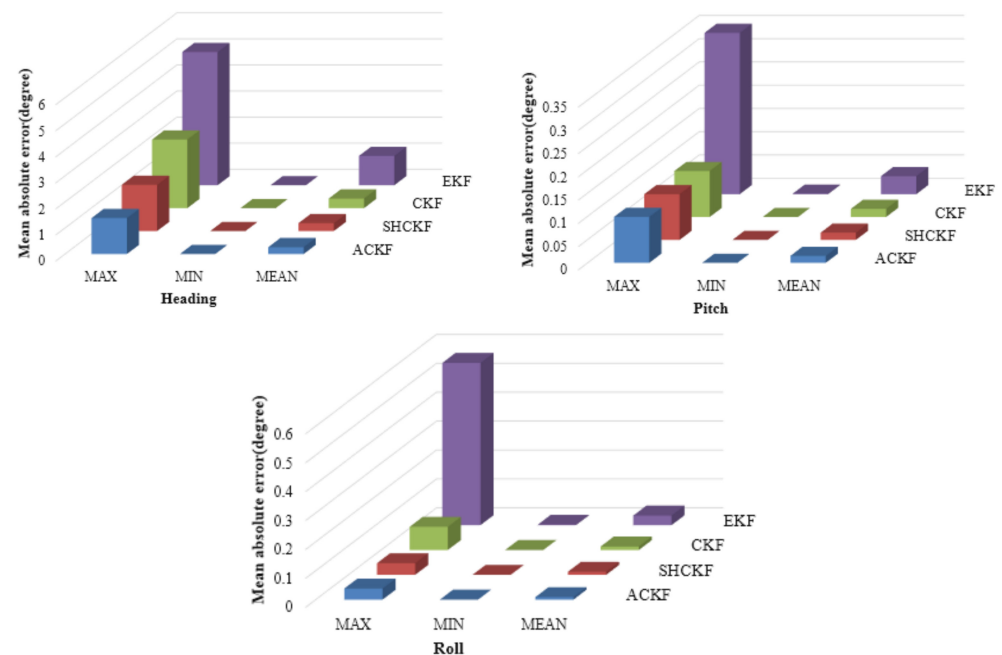 Mean absolute error(degree)
6
5
4
3
2
1
0
MAX
MIN
MEAN
EKF
CKF
SHCKF
ACKF
Heading
Mean absolute error(degree)
0.35
0.3
0.25
0.2
0.15
0.1
0.05
0
MAX
MIN
MEAN
EKF
CKF
SHCKF
ACKF
Pitch
Mean absolute error(degree)
0.6
0.5
0.4
0.3
0.2
0.1
0
MAX
MIN
MEAN
EKF
CKF
SHCKF
ACKF
Roll